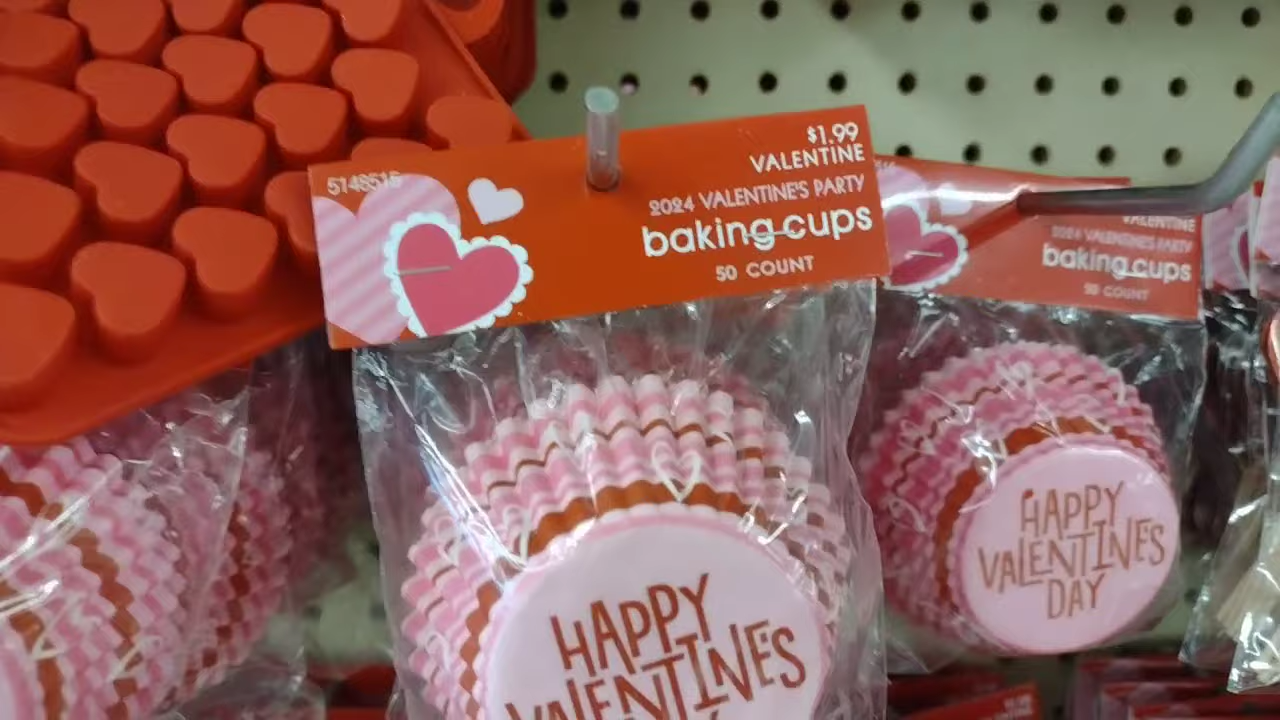 $1.99
VALENTINE
5148515
2024 VALENTINE'S PARTY
baking cups
50 COUNT
HAPPY
VALENTINES
VALENTINE
2024 VALENTINE'S PARTY
baking cups
50 COUNT
HAPPY
VALENTINES
DAY